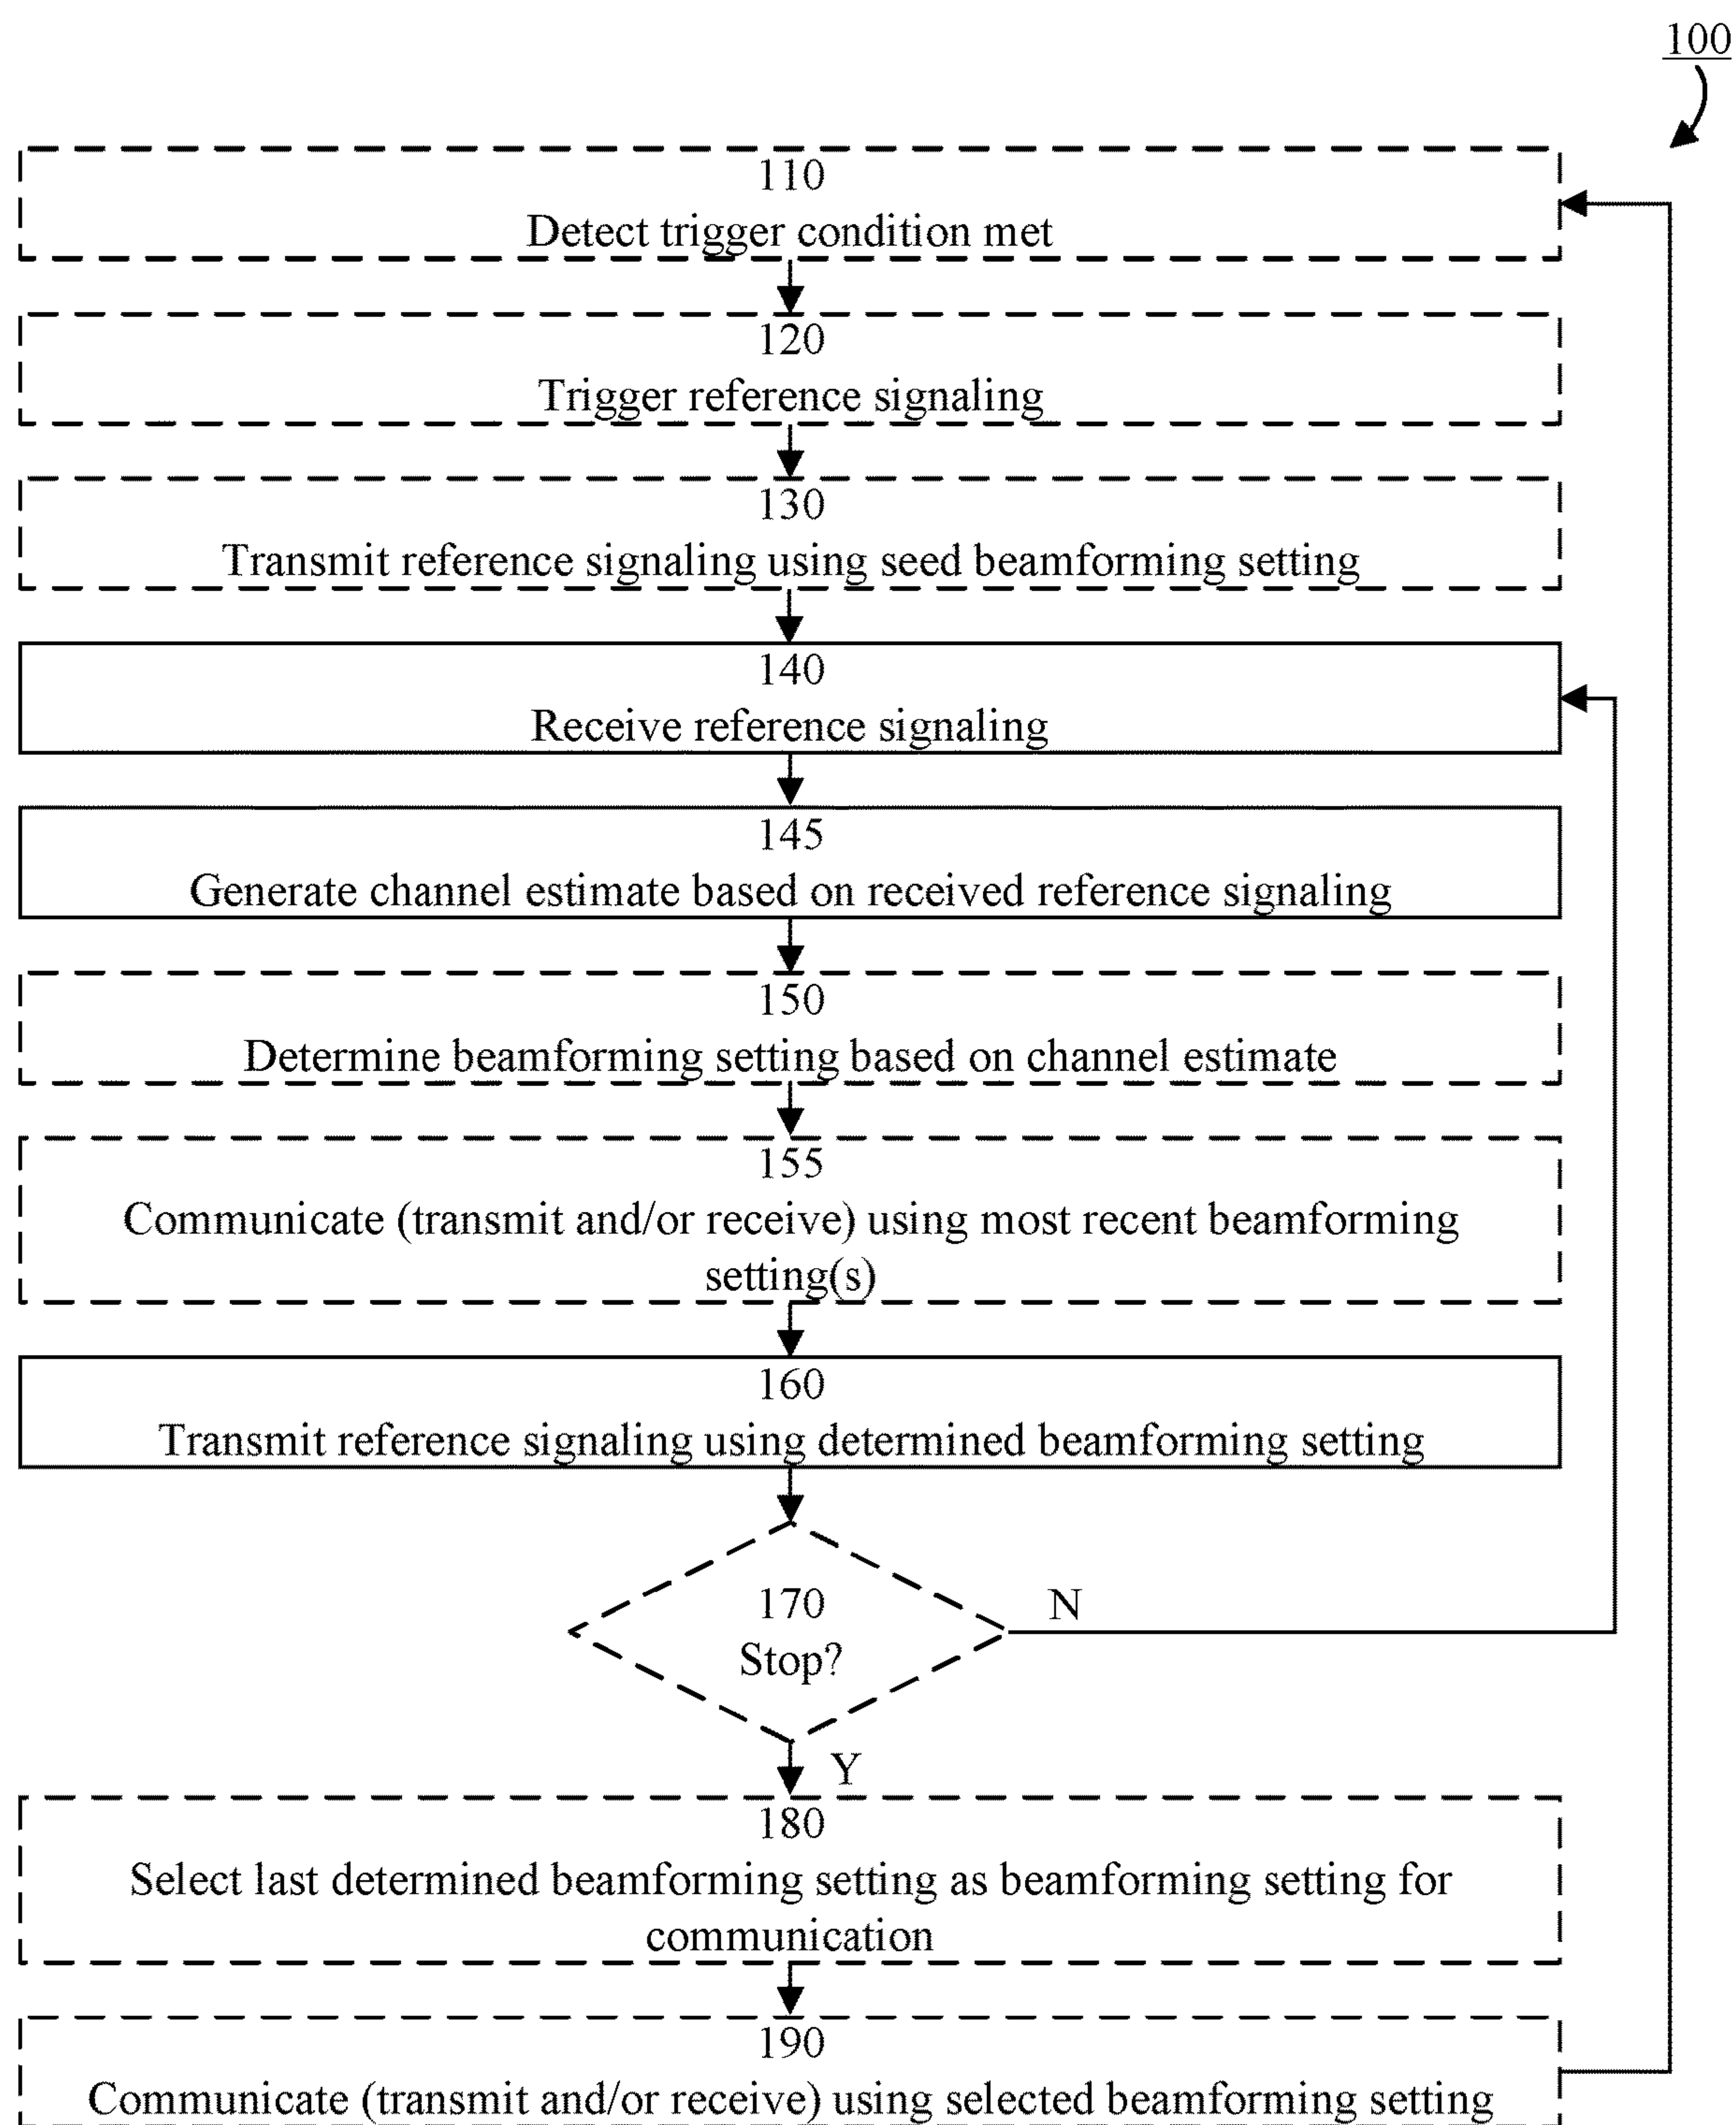 100
110
Detect trigger condition met
120
Trigger reference signaling
130
Transmit reference signaling using seed beamforming setting
140
Receive reference signaling
145
Generate channel estimate based on received reference signaling
150
Determine beamforming setting based on channel estimate
155
Communicate (transmit and/or receive) using most recent beamforming
setting(s)
160
Transmit reference signaling using determined beamforming setting
170
Stop?
N
Y
180
Select last determined beamforming setting as beamforming setting for
communication
190
Communicate (transmit and/or receive) using selected beamforming setting